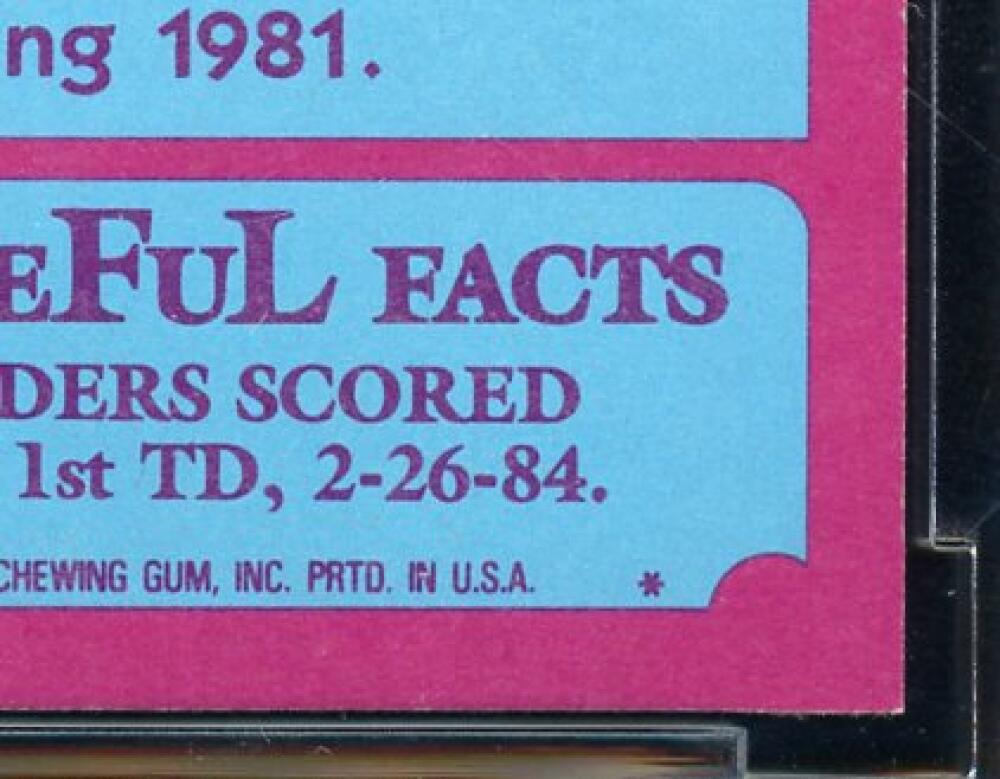 ng 1981.
EFUL FACTS
DERS SCORED
1st TD, 2-26-84.
CHEWING GUM, INC. PRTD. IN U.S.A. *